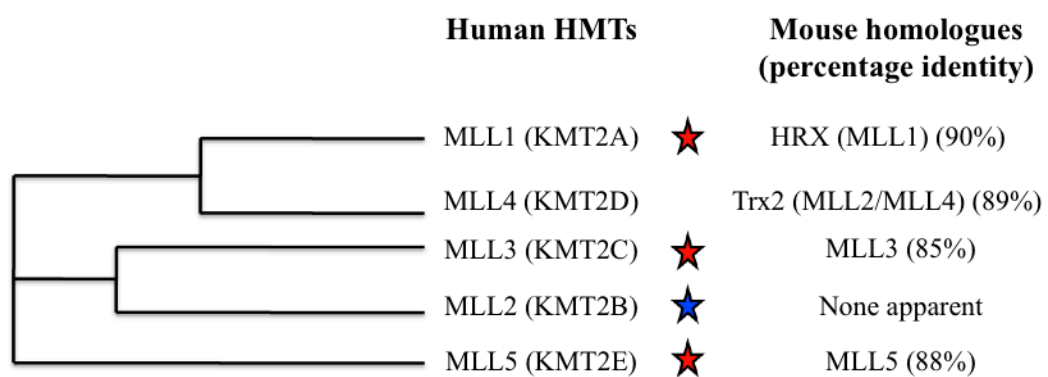 Human HMTs
Mouse homologues
(percentage identity)
MLL1 (KMT2A) HRX (MLL1) (90%)
MLL4 (KMT2D) Trx2 (MLL2/MLL4) (89%)
MLL3 (KMT2C) MLL3 (85%)
MLL2 (KMT2B) None apparent
MLL5 (KMT2E) MLL5 (88%)